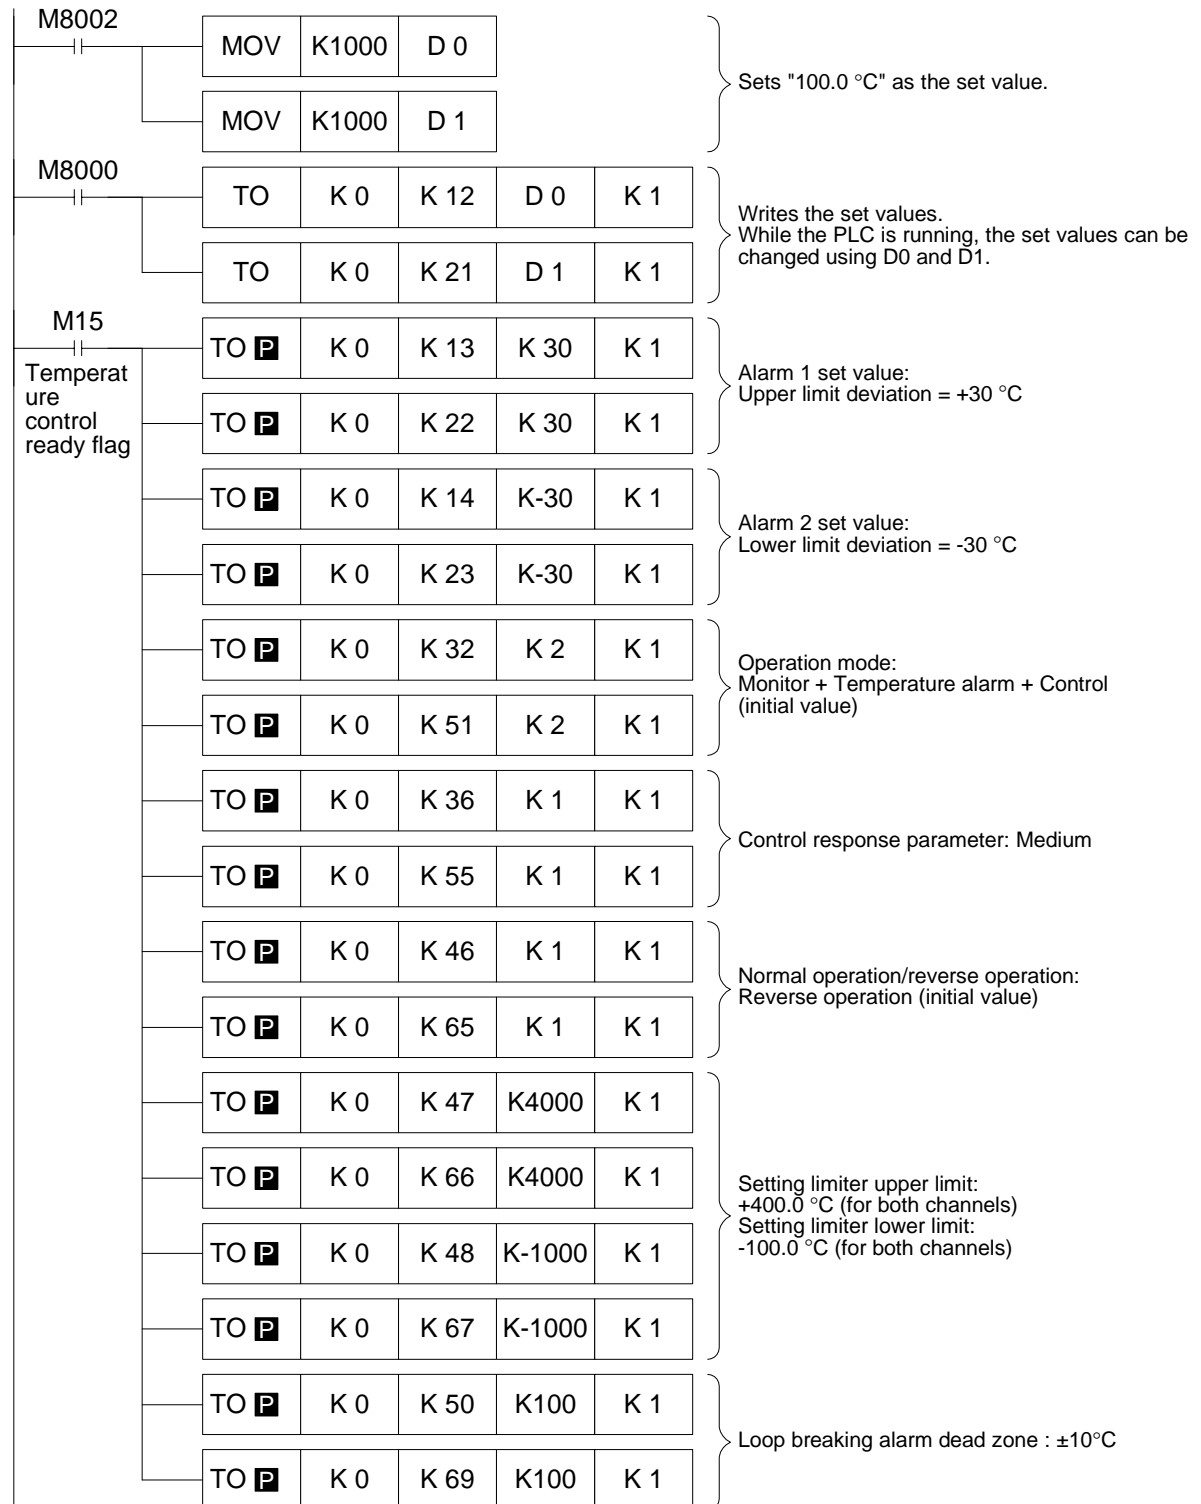 M8002
MOV K1000 D 0
MOV K1000 D 1
Sets "100.0 °C" as the set value.
M8000
TO K 0 K 12 D 0 K 1
TO K 0 K 21 D 1 K 1
Writes the set values.
While the PLC is running, the set values can be
changed using D0 and D1.
M15
Temperat
ure
control
ready flag
TO P K 0 K 13 K 30 K 1
TO P K 0 K 22 K 30 K 1
Alarm 1 set value:
Upper limit deviation = +30 °C
TO P K 0 K 14 K-30 K 1
TO P K 0 K 23 K-30 K 1
Alarm 2 set value:
Lower limit deviation = -30 °C
TO P K 0 K 32 K 2 K 1
TO P K 0 K 51 K 2 K 1
Operation mode:
Monitor + Temperature alarm + Control
(initial value)
TO P K 0 K 36 K 1 K 1
TO P K 0 K 55 K 1 K 1
Control response parameter: Medium
TO P K 0 K 46 K 1 K 1
TO P K 0 K 65 K 1 K 1
Normal operation/reverse operation:
Reverse operation (initial value)
TO P K 0 K 47 K4000 K 1
TO P K 0 K 66 K4000 K 1
TO P K 0 K 48 K-1000 K 1
TO P K 0 K 67 K-1000 K 1
Setting limiter upper limit:
+400.0 °C (for both channels)
Setting limiter lower limit:
-100.0 °C (for both channels)
TO P K 0 K 50 K100 K 1
TO P K 0 K 69 K100 K 1
Loop breaking alarm dead zone : ±10°C